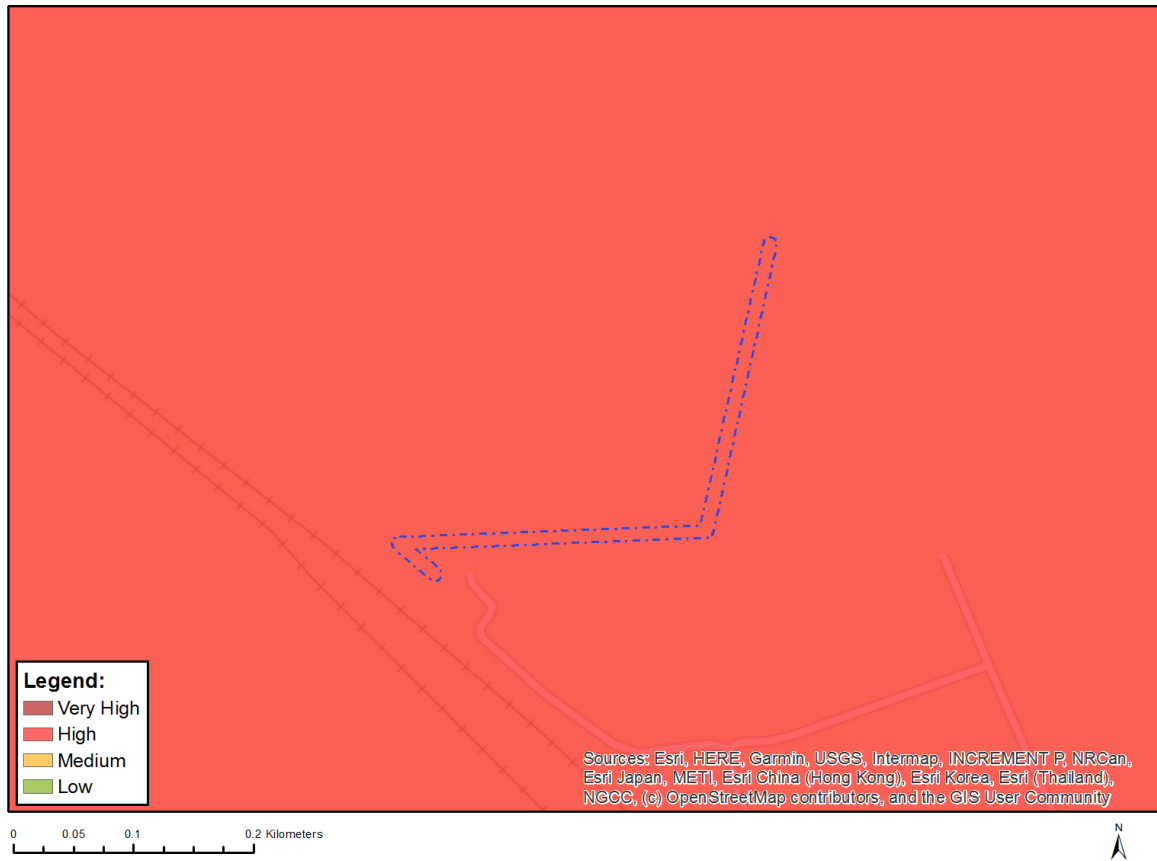 Legend:
Very High
High
Medium
Low
Sources: Esri, HERE, Garmin, USGS, Intermap, INCREMENT P, NRCan,
Esri Japan, METI, Esri China (Hong Kong), Esri Korea, Esri (Thailand),
NGCC, (c) OpenStreetMap contributors, and the GIS User Community
0 0.05 0.1 0.2 Kilometers
N